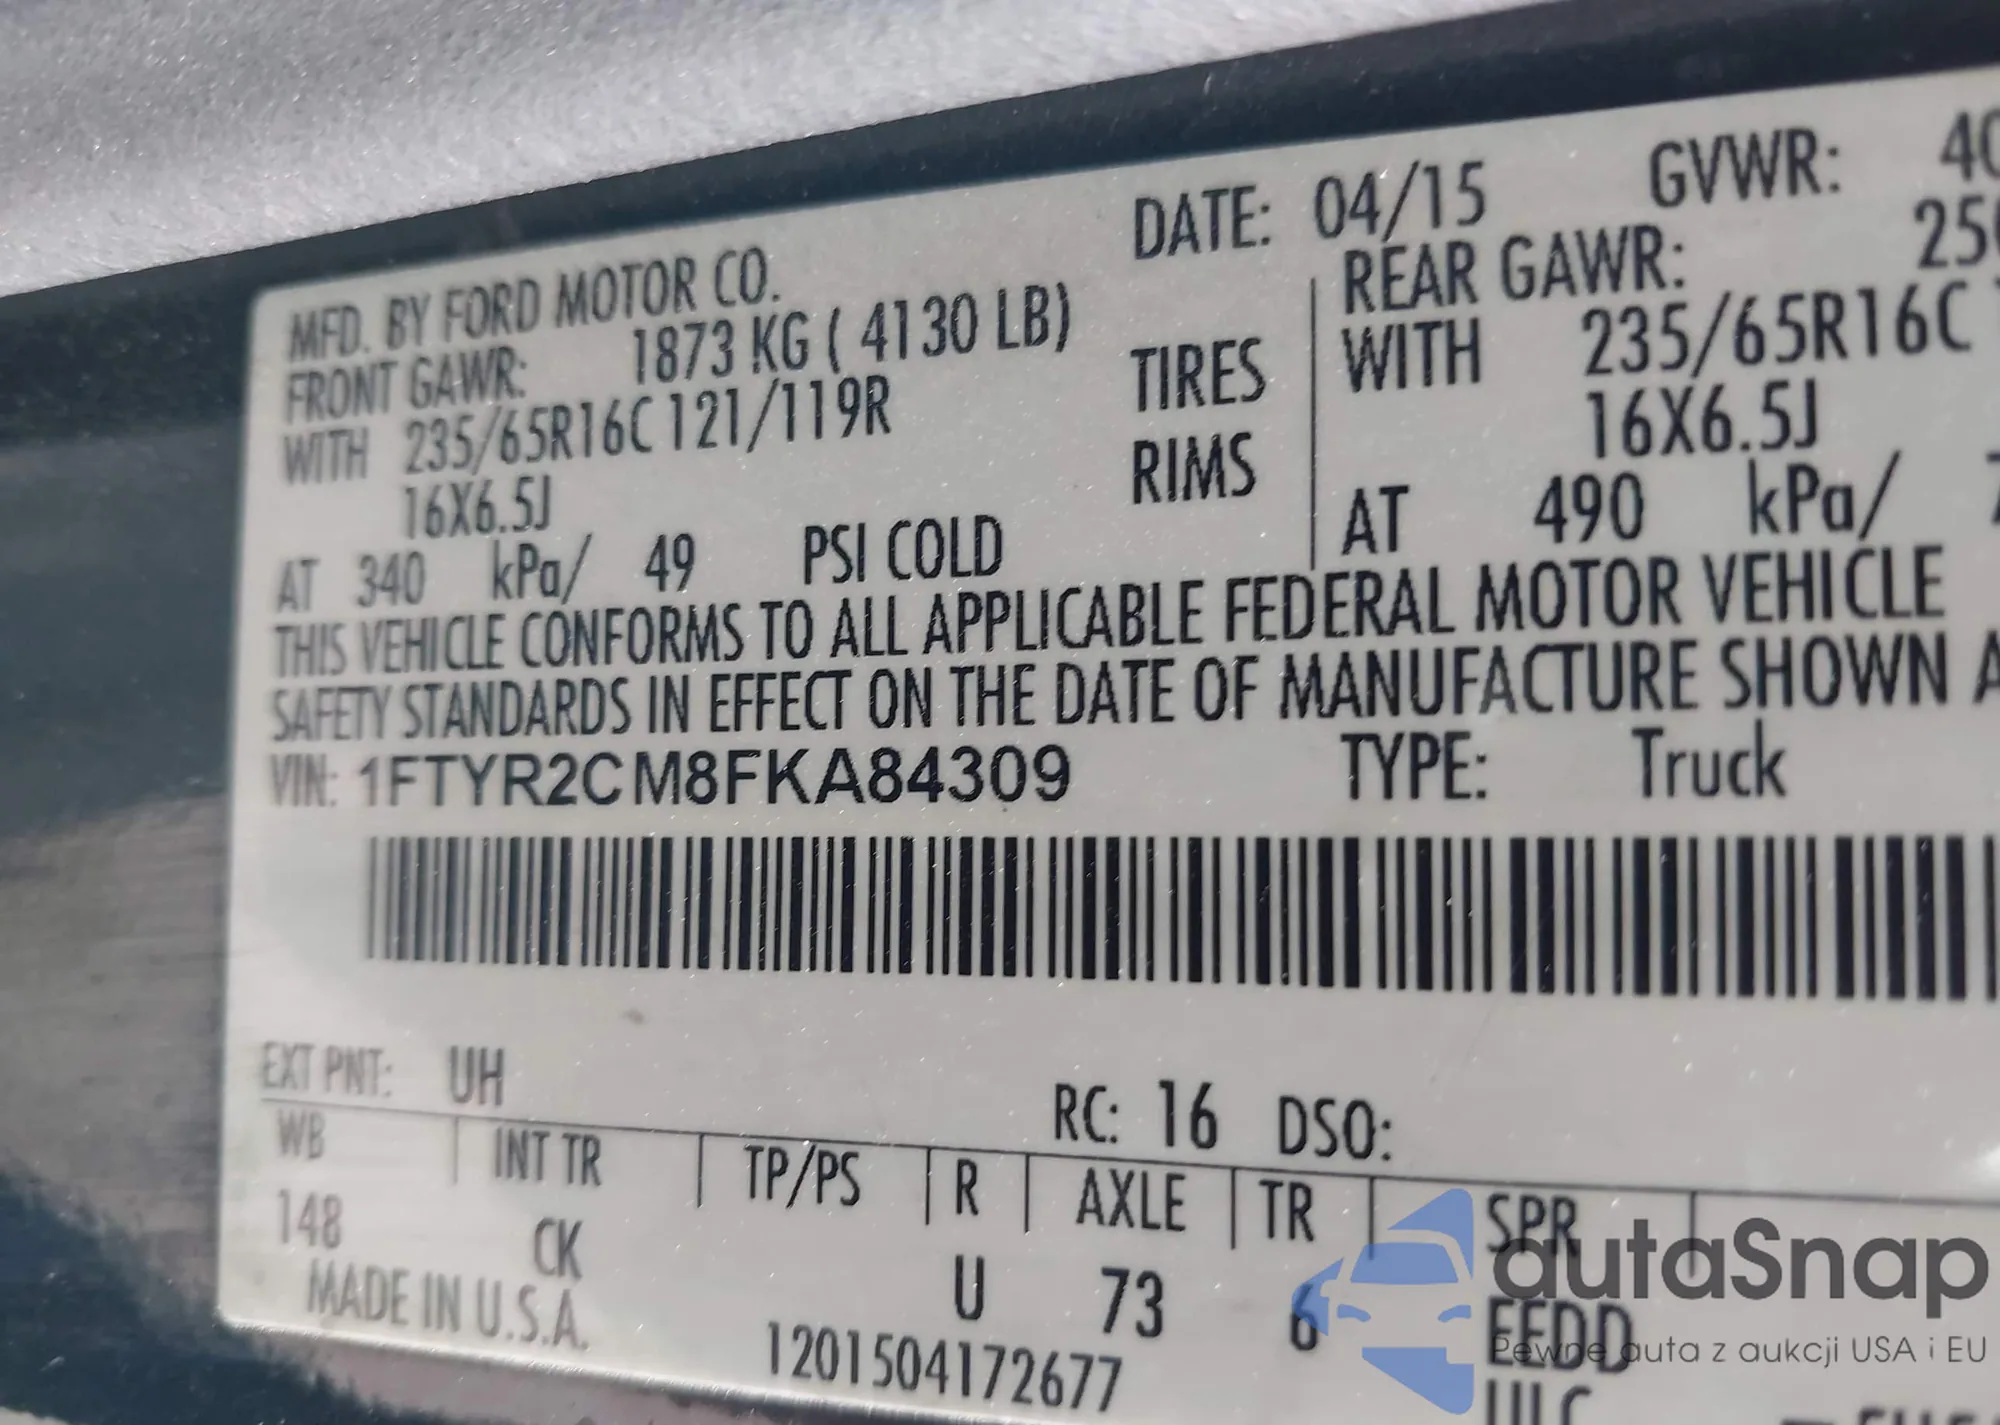 MFD. BY FORD MOTOR CO. DATE: 04/15 GVWR: 40
FRONT GAWR: 1873 KG ( 4130 LB) REAR GAWR: 250
WITH 235/65R16C 121/119R TIRES WITH 235/65R16C
16X6.5J RIMS 16X6.5J
AT 340 kPa/ 49 PSI COLD AT 490 kPa/ 7
THIS VEHICLE CONFORMS TO ALL APPLICABLE FEDERAL MOTOR VEHICLE
SAFETY STANDARDS IN EFFECT ON THE DATE OF MANUFACTURE SHOWN A
VIN: 1FTYR2CM8FKA84309 TYPE: Truck
EXT PNT: UH RC: 16 DSO:
WB INT TR TP/PS R AXLE TR SPR
148 CK U 73 6 EEDD
MADE IN U.S.A.
1201504172677
autaSnap
Pewne auta z aukcji USA i EU